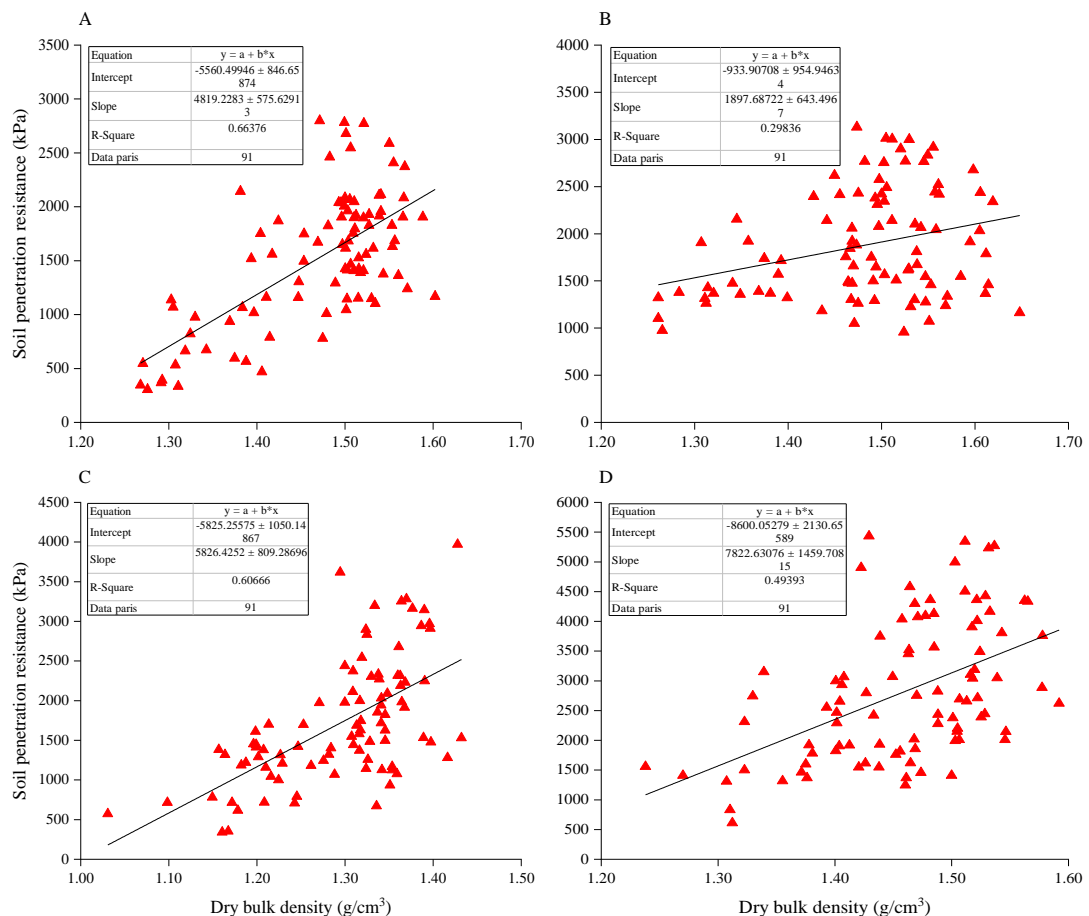 A
Soil penetration resistance (kPa)
3500
3000
2500
2000
1500
1000
500
0
1.20 1.30 1.40 1.50 1.60 1.70
Equation y = a + b*x
Intercept -5560.49946 ± 846.65
874
Slope 4819.2283 ± 575.6291
3
R-Square 0.66376
Data paris 91
B
4000
3500
3000
2500
2000
1500
1000
500
0
1.20 1.30 1.40 1.50 1.60 1.70
Equation y = a + b*x
Intercept -933.90708 ± 954.9463
4
Slope 1897.68722 ± 643.496
7
R-Square 0.29836
Data paris 91
C
Soil penetration resistance (kPa)
4500
4000
3500
3000
2500
2000
1500
1000
500
0
1.00 1.10 1.20 1.30 1.40 1.50
Dry bulk density (g/cm³)
Equation y = a + b*x
Intercept -5825.25575 ± 1050.14
867
Slope 5826.4252 ± 809.28696
R-Square 0.60666
Data paris 91
D
6000
5500
5000
4500
4000
3500
3000
2500
2000
1500
1000
500
0
1.20 1.30 1.40 1.50 1.60 1.70
Dry bulk density (g/cm³)
Equation y = a + b*x
Intercept -8600.05279 ± 2130.65
589
Slope 7822.63076 ± 1459.708
15
R-Square 0.49393
Data paris 91